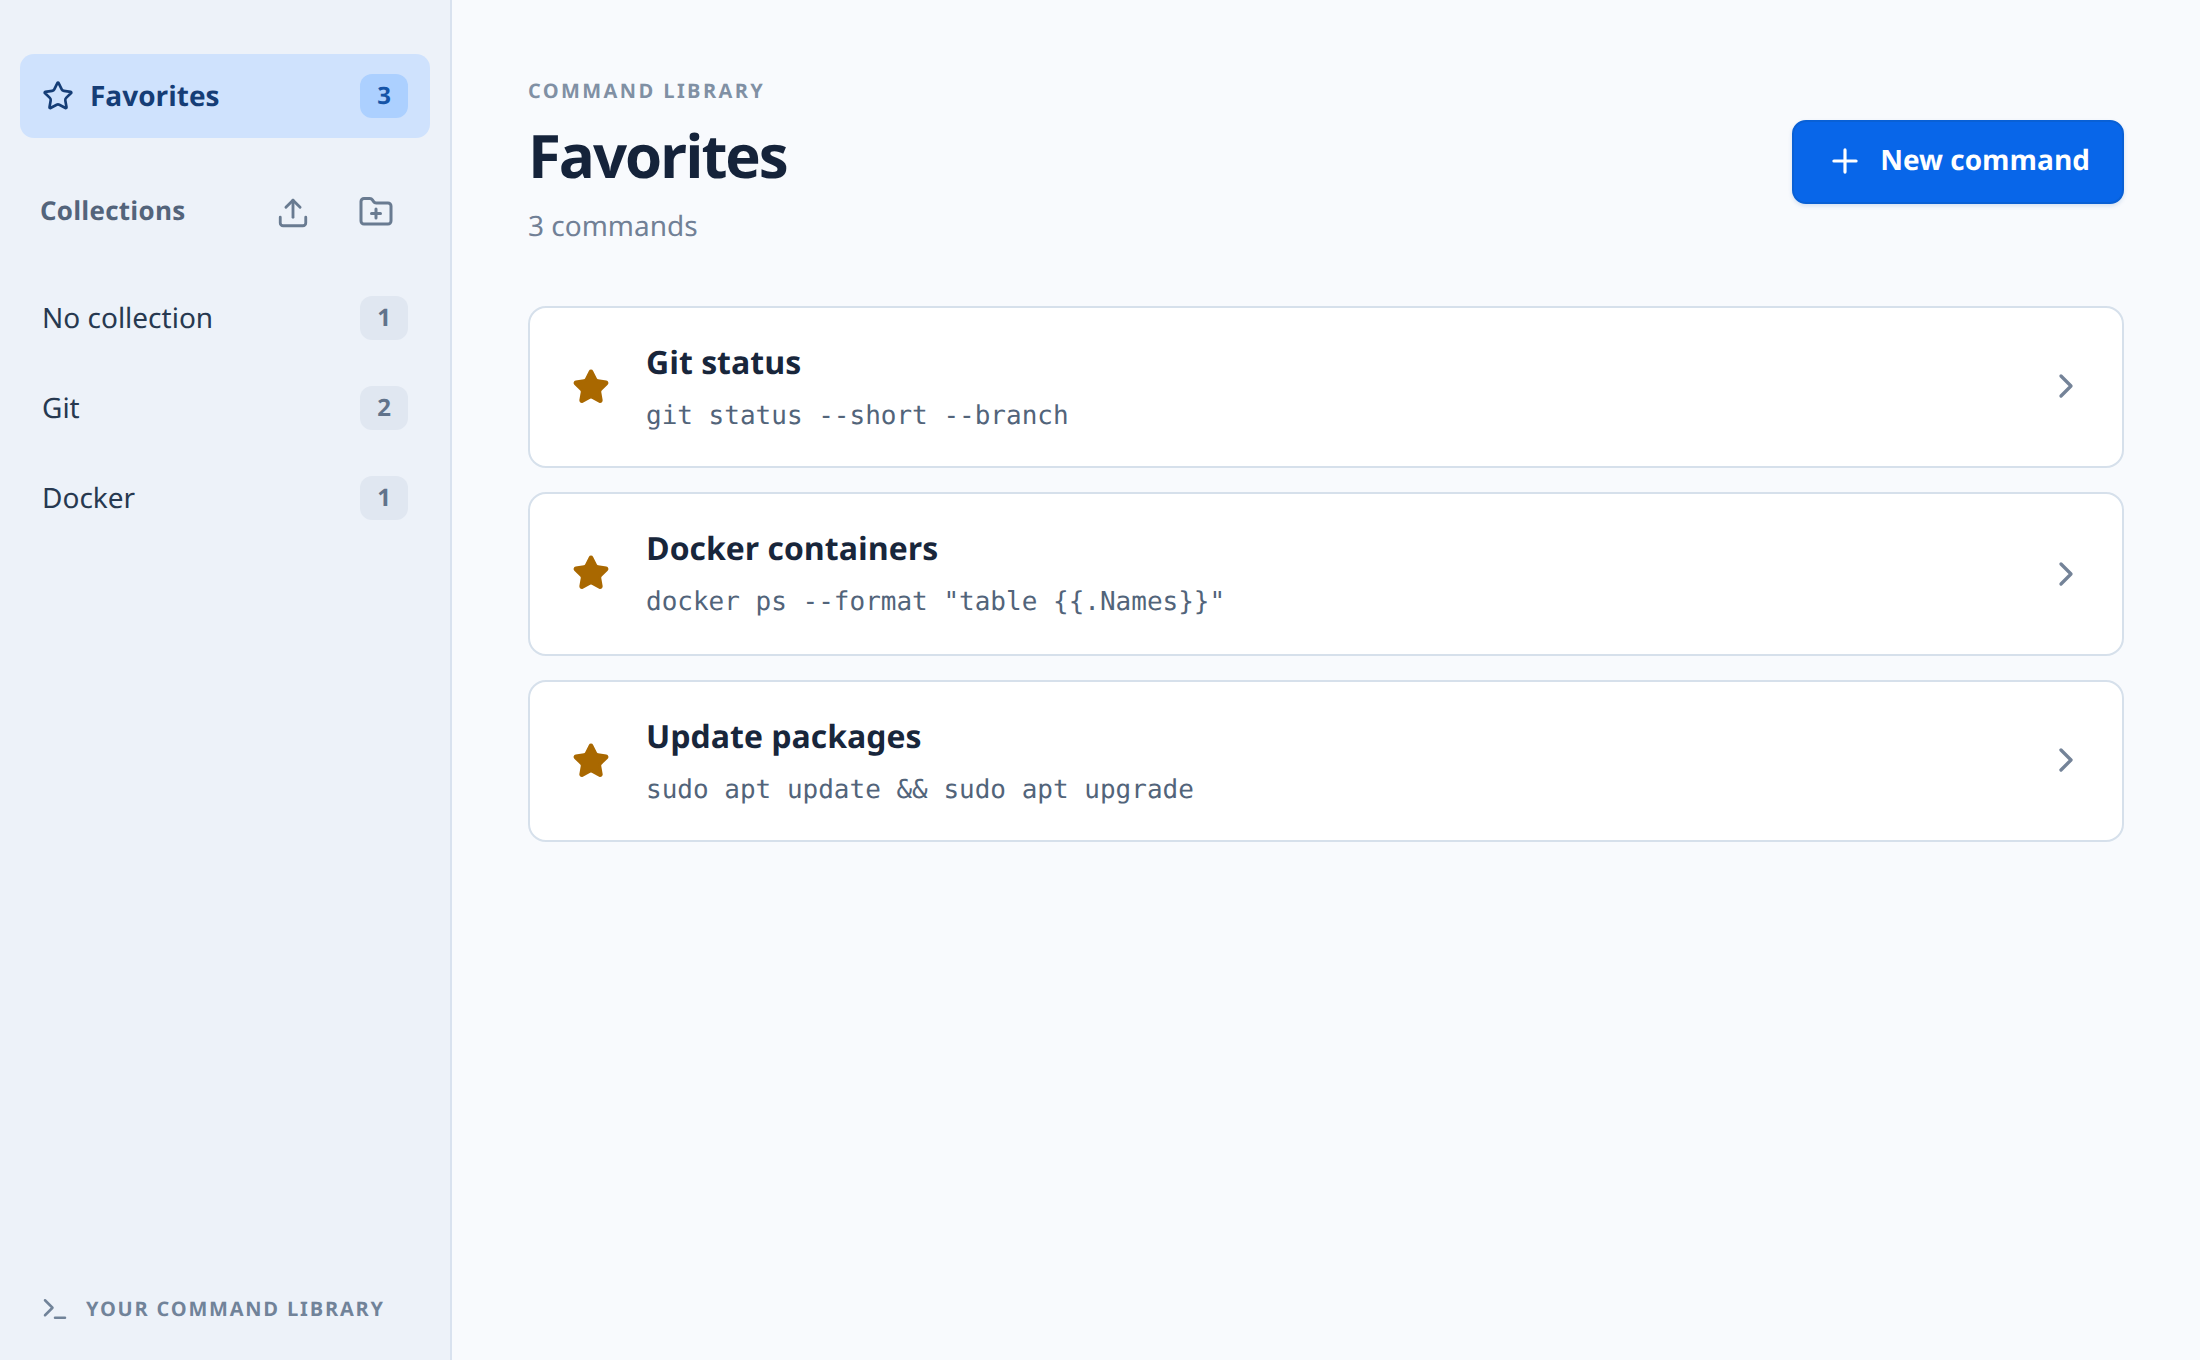 Favorites 3
Collections
No collection 1
Git 2
Docker 1
YOUR COMMAND LIBRARY
COMMAND LIBRARY
Favorites
3 commands
New command
Git status
git status --short --branch
Docker containers
docker ps --format "table {{.Names}}"
Update packages
sudo apt update && sudo apt upgrade